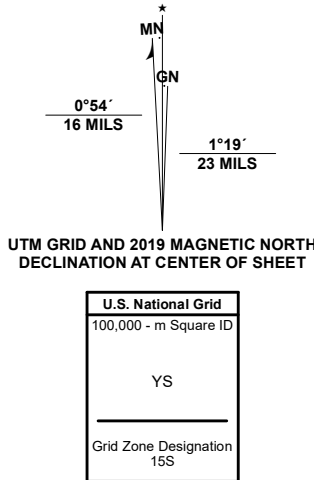 ★
MN
GN
0°54´
16 MILS
1°19´
23 MILS
UTM GRID AND 2019 MAGNETIC NORTH
DECLINATION AT CENTER OF SHEET
U.S. National Grid
100,000 - m Square ID
YS
Grid Zone Designation
15S